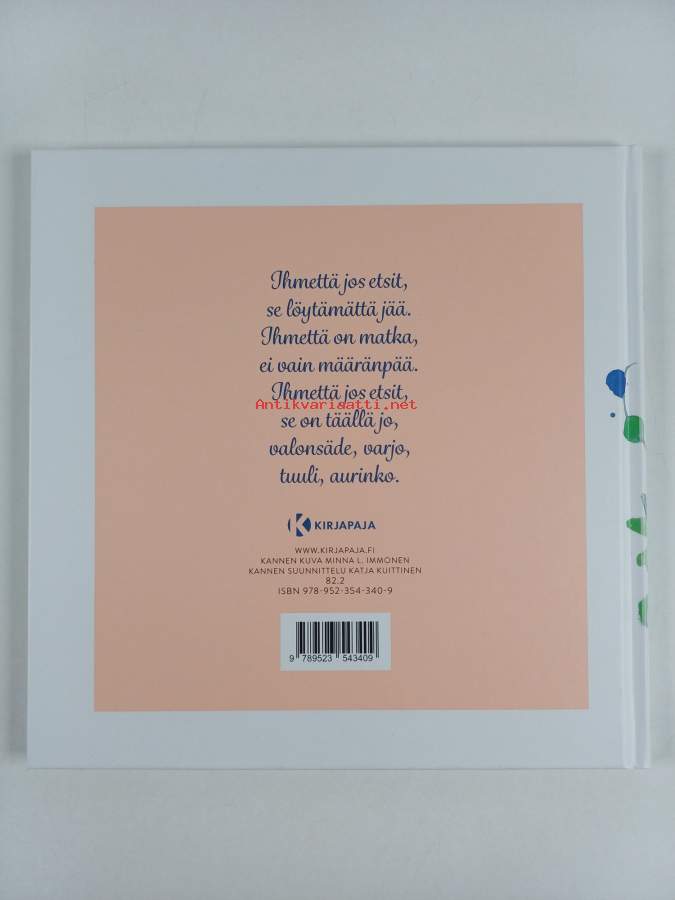 Ihmettä jos etsit,
se löytämättä jää.
Ihmettä on matka,
ei vain määränpää.
Ihmettä jos etsit,
Antikvarisatti.net
se on täällä jo,
valonsäde, varjo,
tuuli, aurinko.
KIRJAPAJA
WWW.KIRJAPAJA.FI
KANNEN KUVA MINNA L. IMMONEN
KANNEN SUUNNITTELU KATJA KUITTINEN
82.2
ISBN 978-952-354-340-9
9 789523 543409